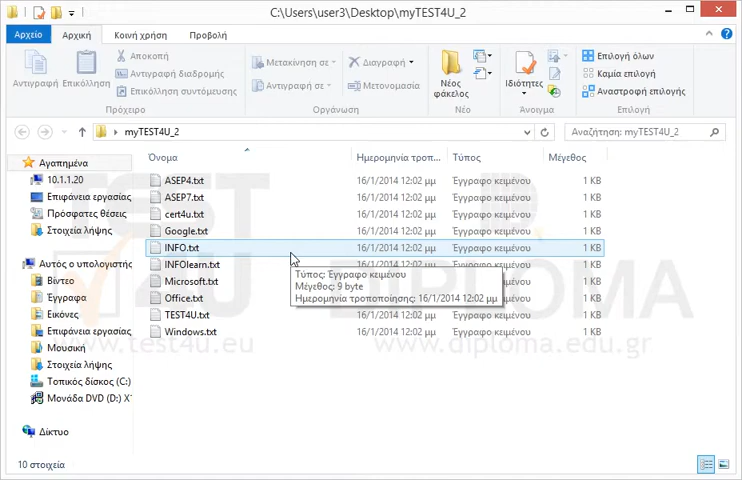 C:\Users\user3\Desktop\myTEST4U_2
Αρχείο Αρχική Κοινή χρήση Προβολή
Αντιγραφή Επικόλληση
Αποκοπή
Αντιγραφή διαδρομής
Επικόλληση συντόμευσης
Πρόχειρο
Μετακίνηση σε
Αντιγραφή σε
Διαγραφή
Μετονομασία
Οργάνωση
Νέος φάκελος
Νέο
Ιδιότητες
Άνοιγμα
Επιλογή όλων
Καμία επιλογή
Αναστροφή επιλογής
Επιλογή
myTEST4U_2
Αναζήτηση: myTEST4U_2
Αγαπημένα
10.1.1.20
Επιφάνεια εργασίας
Πρόσφατες θέσεις
Στοιχεία λήψης
Αυτός ο υπολογιστής
Βίντεο
Έγγραφα
Εικόνες
Επιφάνεια εργασίας
Μουσική
Στοιχεία λήψης
Τοπικός δίσκος (C:)
Μονάδα DVD (D:) X
Δίκτυο
Όνομα Ημερομηνία τροπ... Τύπος Μέγεθος
ASEP4.txt 16/1/2014 12:02 μμ Έγγραφο κειμένου 1 KB
ASEP7.txt 16/1/2014 12:02 μμ Έγγραφο κειμένου 1 KB
cert4u.txt 16/1/2014 12:02 μμ Έγγραφο κειμένου 1 KB
Google.txt 16/1/2014 12:02 μμ Έγγραφο κειμένου 1 KB
INFO.txt 16/1/2014 12:02 μμ Έγγραφο κειμένου 1 KB
INFOlearn.txt 16/1/2014 12:02 μμ Έγγραφο κειμένου 1 KB
Microsoft.txt 1 KB
Office.txt 1 KB
TEST4U.txt 16/1/2014 12:02 μμ Έγγραφο κειμένου 1 KB
Windows.txt 16/1/2014 12:02 μμ Έγγραφο κειμένου 1 KB
Τύπος: Έγγραφο κειμένου
Μέγεθος: 9 byte
Ημερομηνία τροποποίησης: 16/1/2014 12:02 μμ
TEST
4U
www.test4u.eu
DIPLOMA
www.diploma.edu.gr
10 στοιχεία